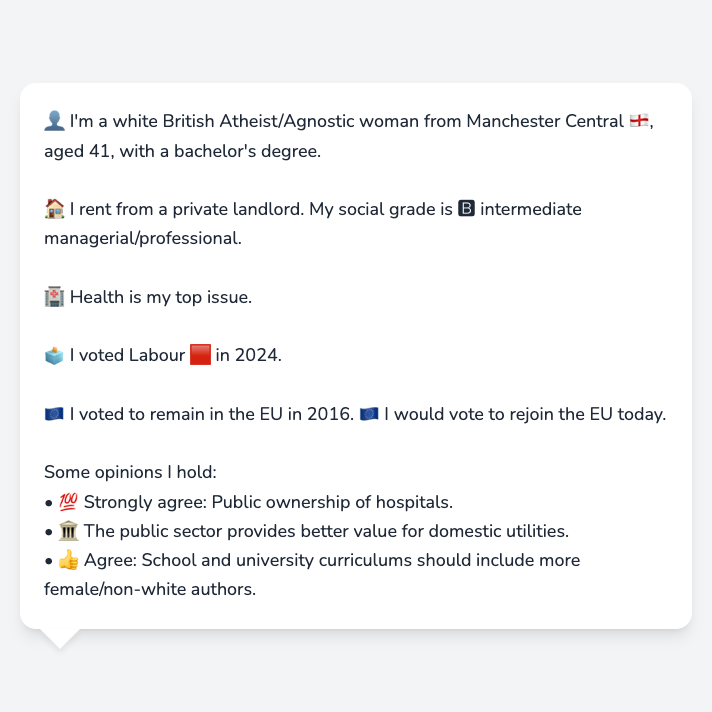 👤 I'm a white British Atheist/Agnostic woman from Manchester Central 🏴󠁧󠁢󠁥󠁮󠁧󠁿,
aged 41, with a bachelor's degree.
🏠 I rent from a private landlord. My social grade is 🅱 intermediate
managerial/professional.
🏥 Health is my top issue.
🗳️ I voted Labour 🟥 in 2024.
🇪🇺 I voted to remain in the EU in 2016. 🇪🇺 I would vote to rejoin the EU today.
Some opinions I hold:
• 💯 Strongly agree: Public ownership of hospitals.
• 🏛️ The public sector provides better value for domestic utilities.
• 👍 Agree: School and university curriculums should include more
female/non-white authors.